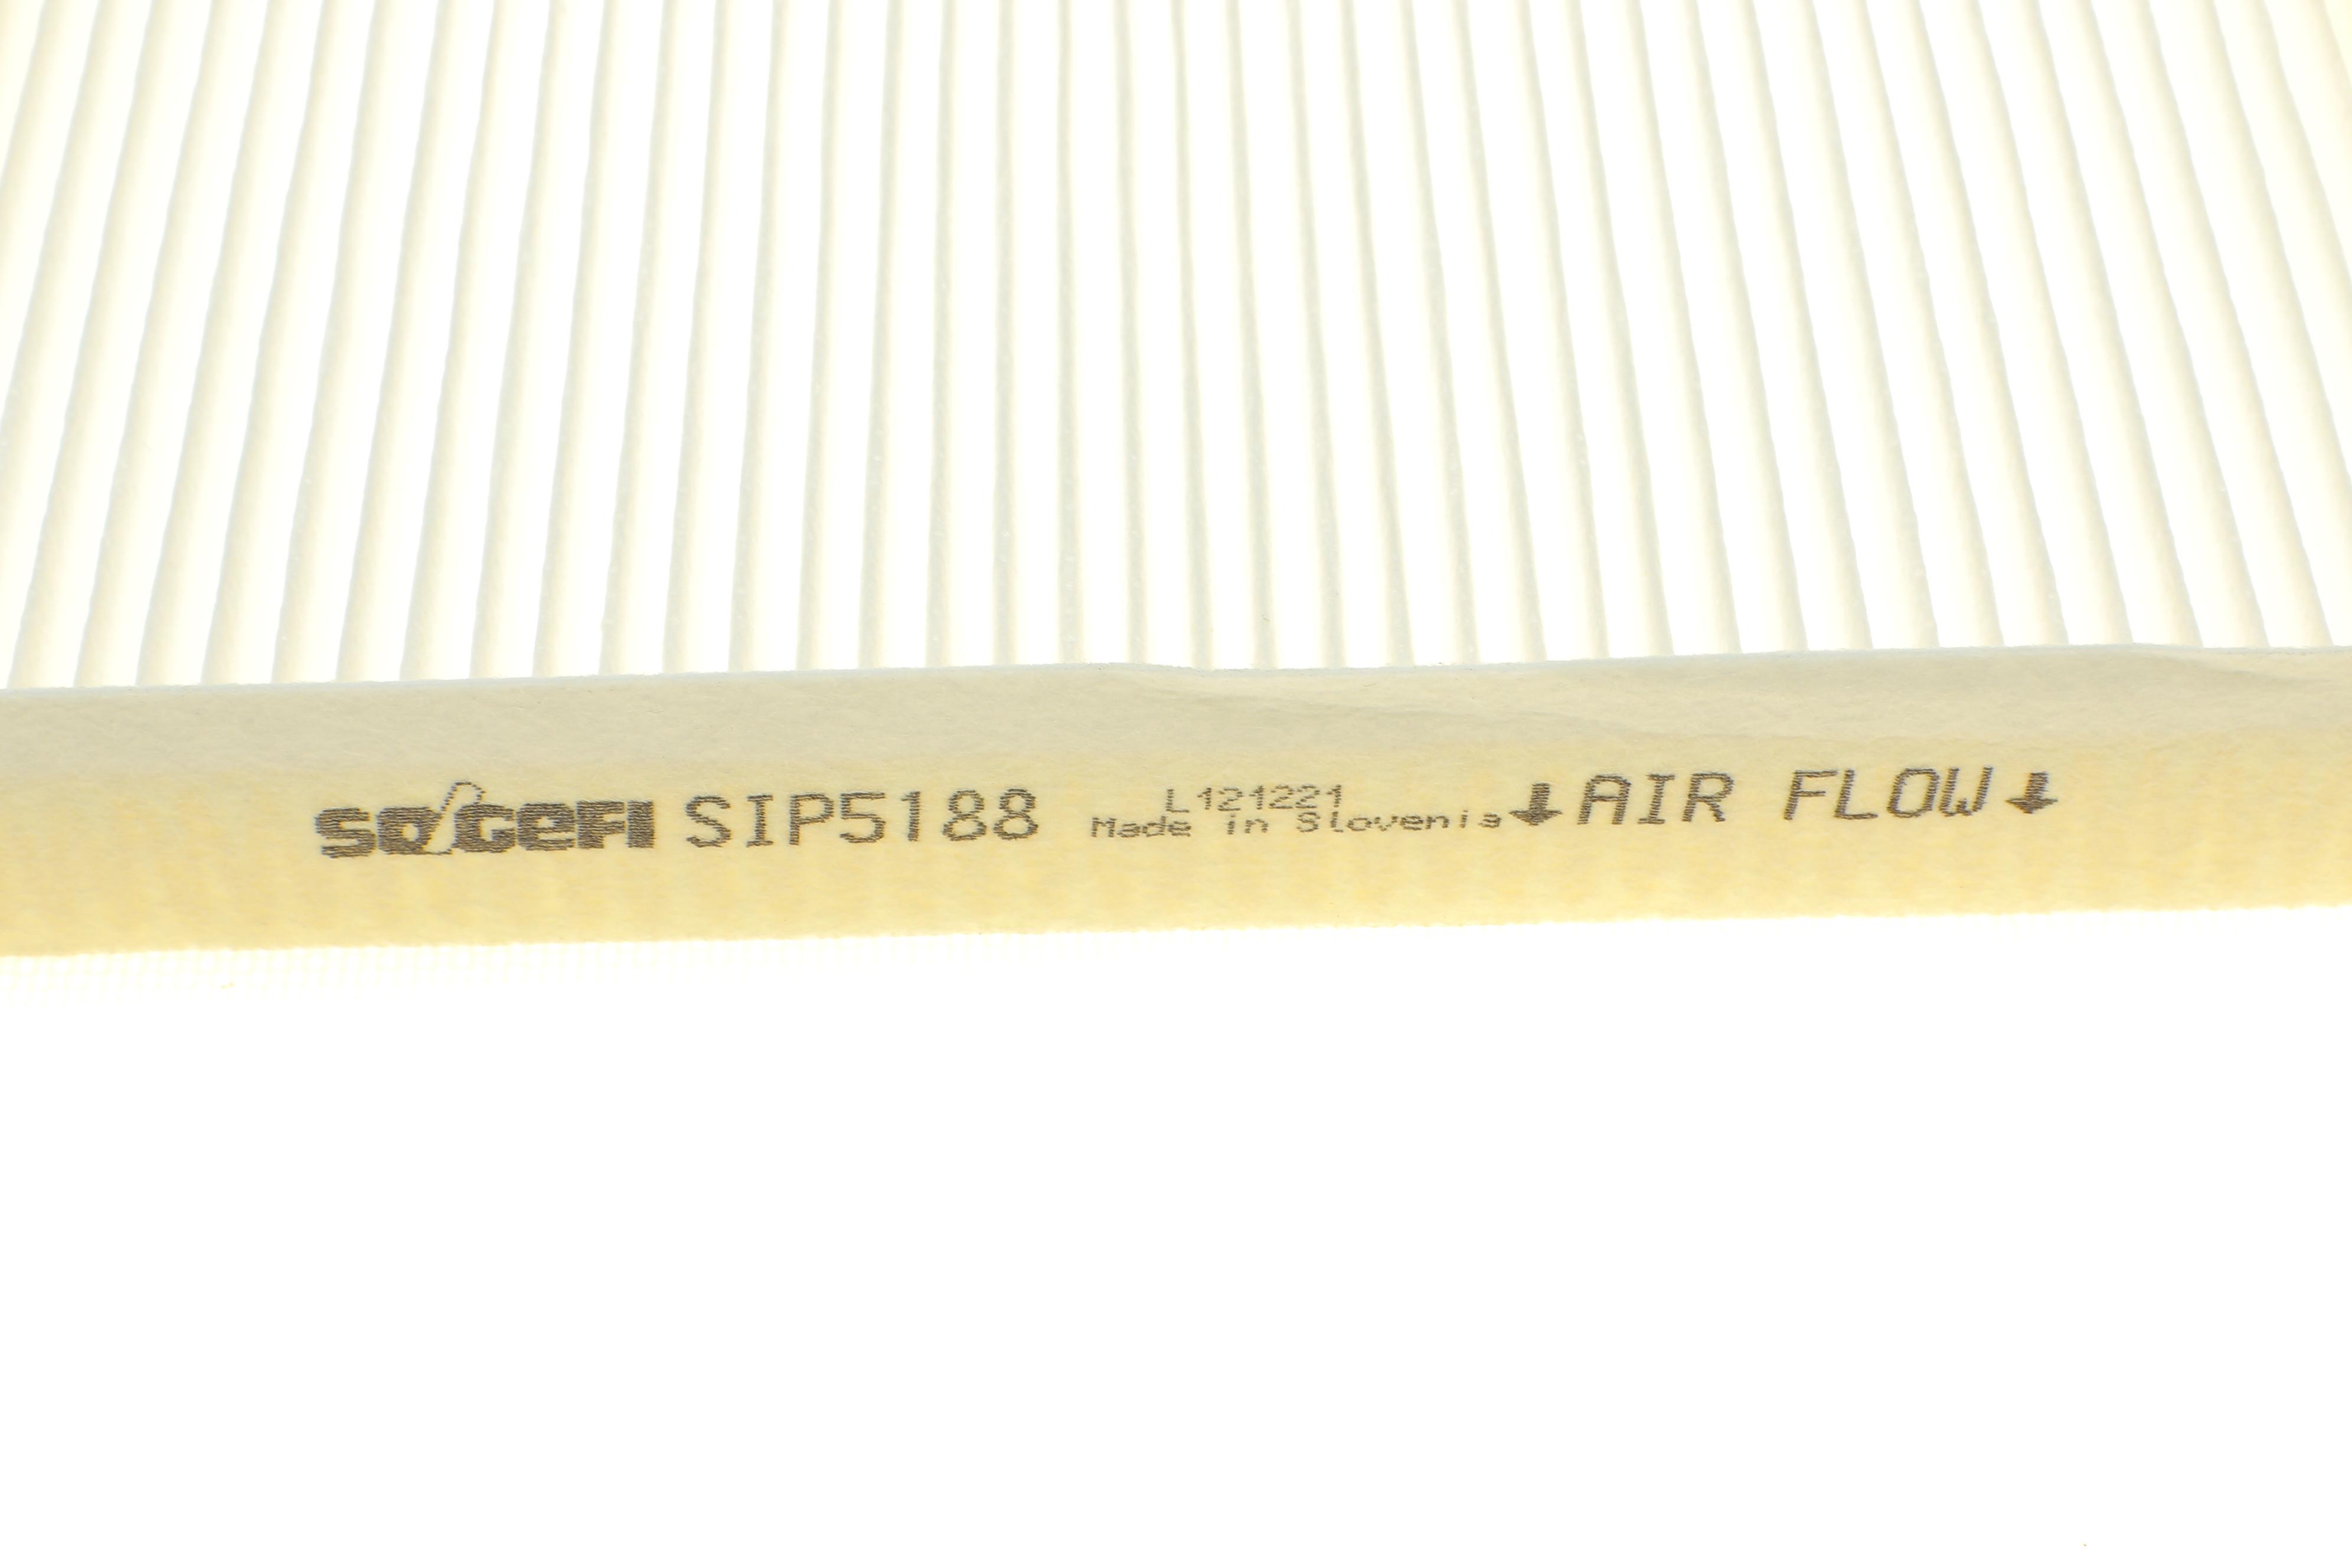 SOGEFI SIP5188
L121221
Made in Slovenia
↓AIR FLOW↓